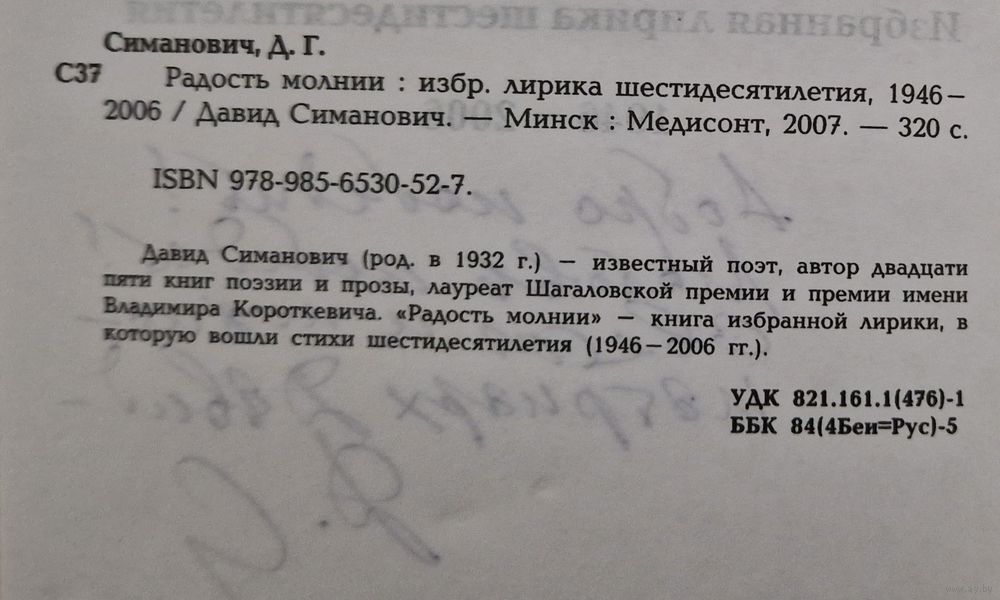 Симанович, Д. Г.
С37 Радость молнии : избр. лирика шестидесятилетия, 1946—
2006 / Давид Симанович. — Минск : Медисонт, 2007. — 320 с.
ISBN 978-985-6530-52-7.
Давид Симанович (род. в 1932 г.) — известный поэт, автор двадцати
пяти книг поэзии и прозы, лауреат Шагаловской премии и премии имени
Владимира Короткевича. «Радость молнии» — книга избранной лирики, в
которую вошли стихи шестидесятилетия (1946—2006 гг.).
УДК 821.161.1(476)-1
ББК 84(4Беи=Рус)-5
www.ay.by